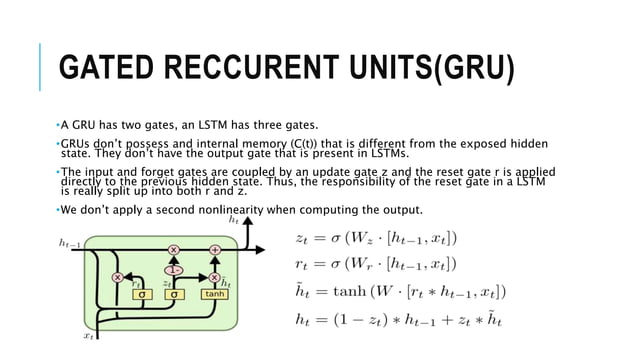 GATED RECCURENT UNITS(GRU)
•A GRU has two gates, an LSTM has three gates.
•GRUs don’t possess and internal memory (C(t)) that is different from the exposed hidden
state. They don’t have the output gate that is present in LSTMs.
•The input and forget gates are coupled by an update gate z and the reset gate r is applied
directly to the previous hidden state. Thus, the responsibility of the reset gate in a LSTM
is really split up into both r and z.
•We don’t apply a second nonlinearity when computing the output.
h_t
h_{t−1}
×
+
1-
×
r_t
z_t
×
h̃_t
σ
σ
tanh
x_t
z_t = σ (W_z · [h_{t−1}, x_t])
r_t = σ (W_r · [h_{t−1}, x_t])
h̃_t = tanh (W · [r_t * h_{t−1}, x_t])
h_t = (1 − z_t) * h_{t−1} + z_t * h̃_t